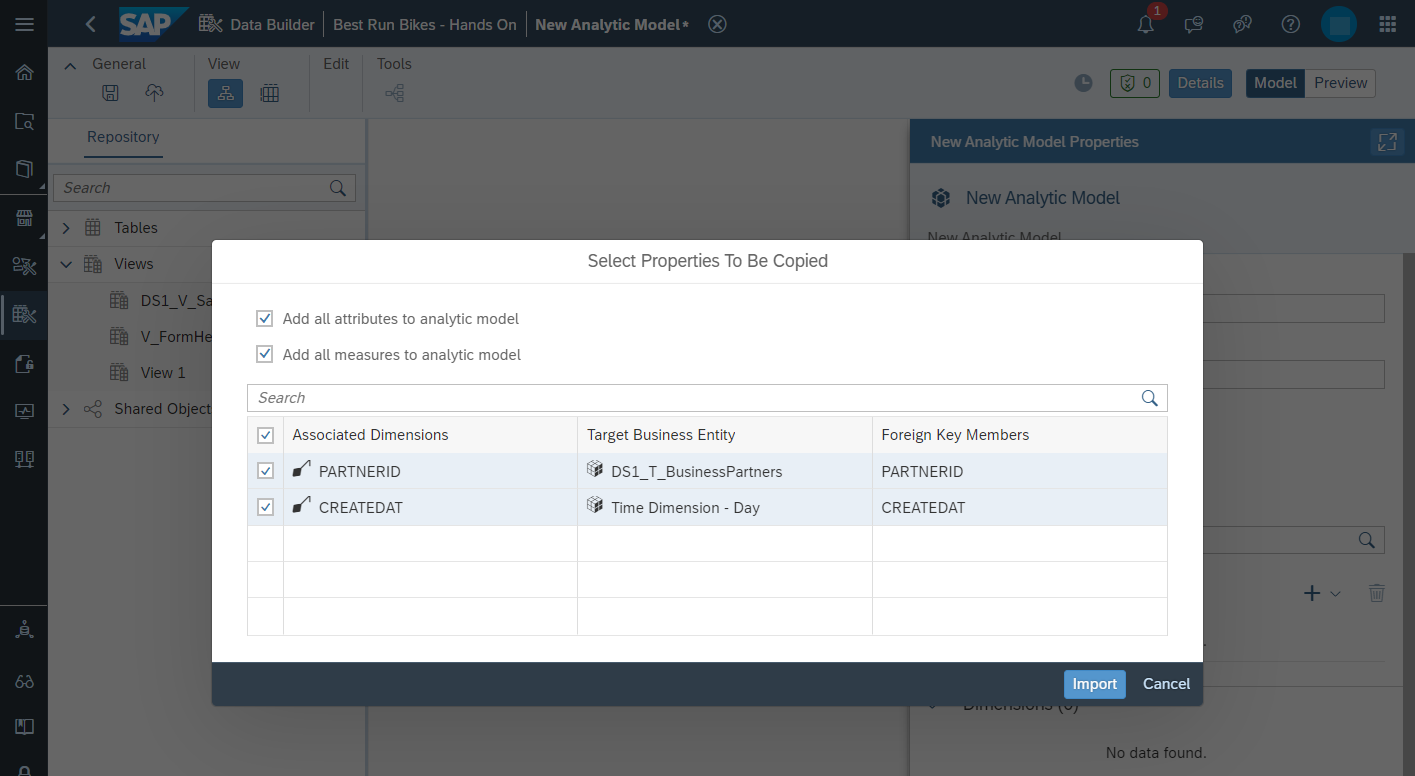 SAP Data Builder Best Run Bikes - Hands On New Analytic Model*
1
General View Edit Tools
0 Details Model Preview
Repository
New Analytic Model Properties
Search
New Analytic Model
New Analytic Model
Tables
Views
DS1_V_Sa
V_FormHe
View 1
Shared Object
Select Properties To Be Copied
Add all attributes to analytic model
Add all measures to analytic model
Search
Associated Dimensions Target Business Entity Foreign Key Members
PARTNERID DS1_T_BusinessPartners PARTNERID
CREATEDAT Time Dimension - Day CREATEDAT
Import Cancel
Dimensions (0)
No data found.